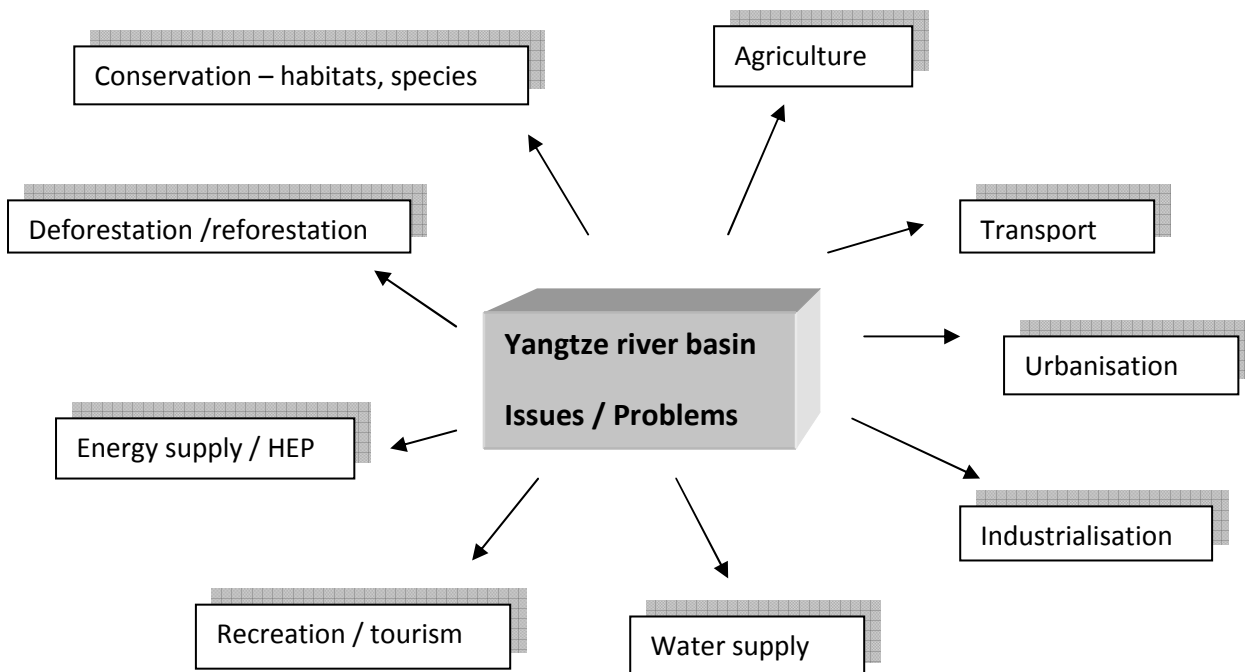 Conservation – habitats, species
Agriculture
Deforestation /reforestation
Transport
Yangtze river basin
Issues / Problems
Urbanisation
Energy supply / HEP
Industrialisation
Recreation / tourism
Water supply